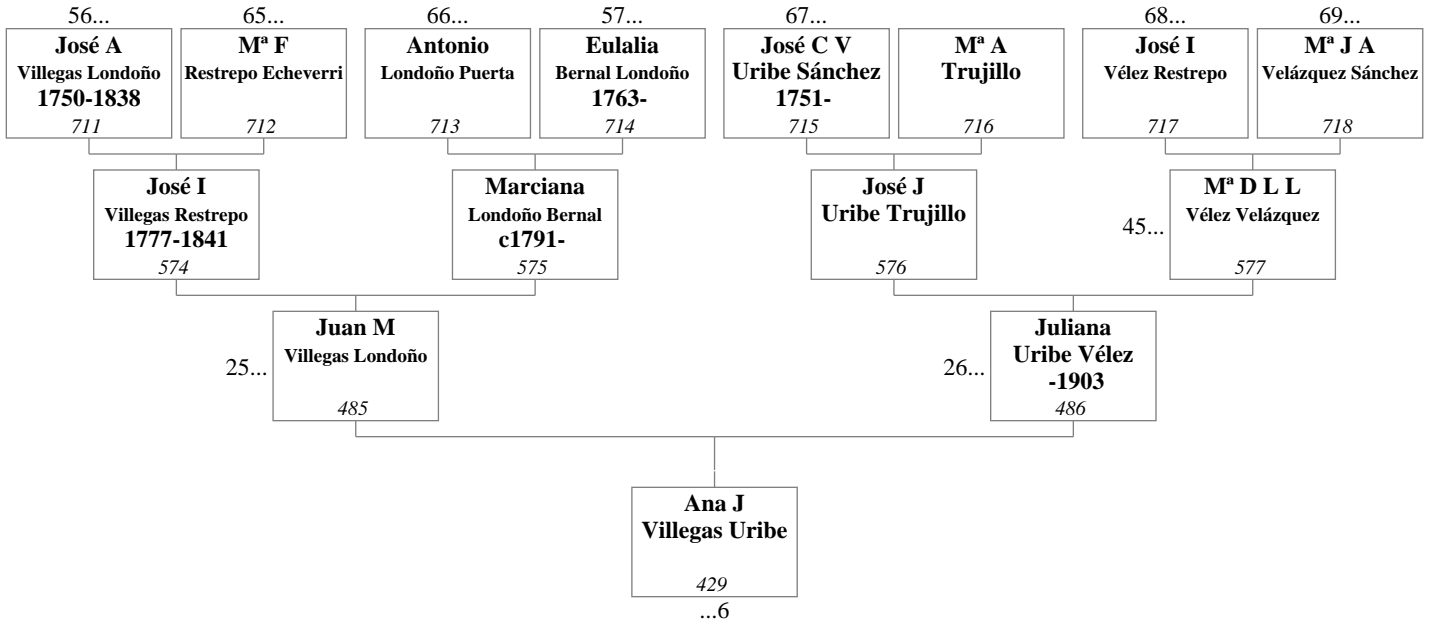 56...
65...
66...
57...
67...
68...
69...
José A
Villegas Londoño
1750-1838
711
Mª F
Restrepo Echeverri
712
Antonio
Londoño Puerta
713
Eulalia
Bernal Londoño
1763-
714
José C V
Uribe Sánchez
1751-
715
Mª A
Trujillo
716
José I
Vélez Restrepo
717
Mª J A
Velázquez Sánchez
718
José I
Villegas Restrepo
1777-1841
574
Marciana
Londoño Bernal
c1791-
575
José J
Uribe Trujillo
576
45...
Mª D L L
Vélez Velázquez
577
25...
Juan M
Villegas Londoño
485
26...
Juliana
Uribe Vélez
-1903
486
Ana J
Villegas Uribe
429
...6